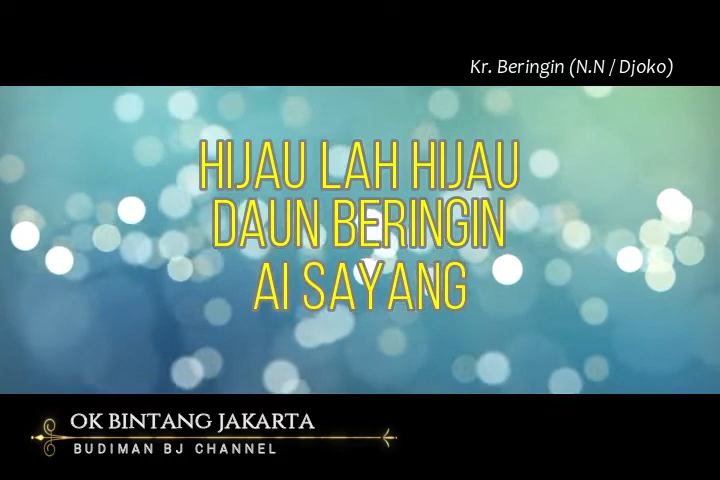 Kr. Beringin (N.N / Djoko)
HIJAU LAH HIJAU
DAUN BERINGIN
AI SAYANG
OK BINTANG JAKARTA
BUDIMAN BJ CHANNEL